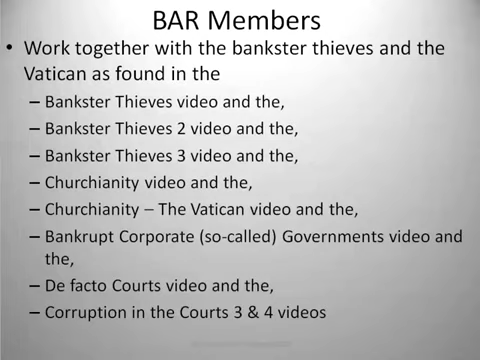 BAR Members
• Work together with the bankster thieves and the
Vatican as found in the
– Bankster Thieves video and the,
– Bankster Thieves 2 video and the,
– Bankster Thieves 3 video and the,
– Churchianity video and the,
– Churchianity – The Vatican video and the,
– Bankrupt Corporate (so-called) Governments video and
the,
– De facto Courts video and the,
– Corruption in the Courts 3 & 4 videos